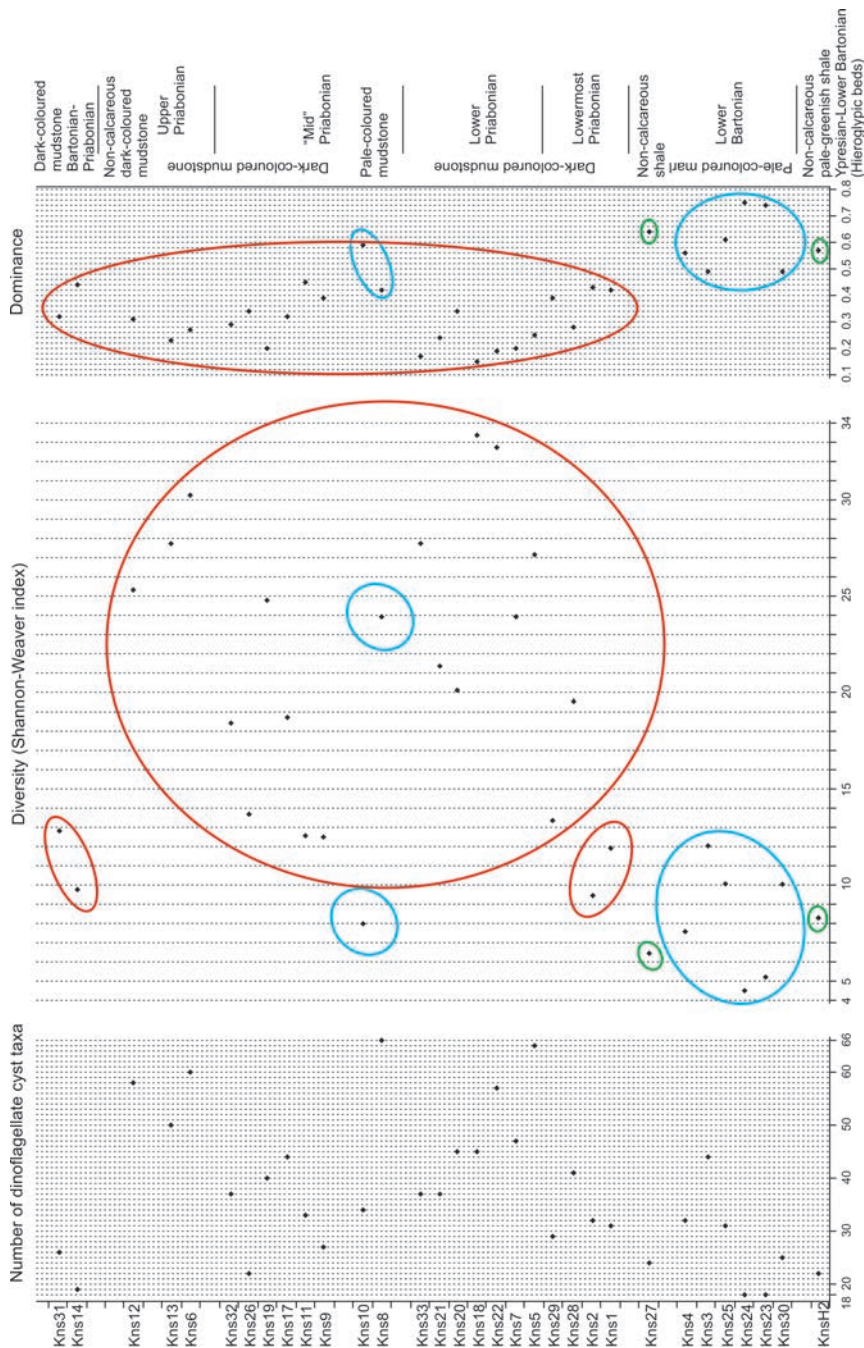 Number of dinoflagellate cyst taxa
Diversity (Shannon-Weaver index)
Dominance
Dark-coloured
mudstone
Bartonian-
Priabonian
Non-calcareous
dark-coloured
mudstone
Upper
Priabonian
"Mid"
Priabonian
Dark-coloured mudstone
Pale-coloured
mudstone
Lower
Priabonian
Dark-coloured mudstone
Lowermost
Priabonian
Non-calcareous
shale
Lower
Bartonian
Pale-coloured marl
Non-calcareous
pale-greenish shale
Ypresian-Lower Bartonian
(Hieroglypic beds)
Kns31
Kns14
Kns12
Kns13
Kns6
Kns32
Kns26
Kns19
Kns17
Kns11
Kns9
Kns10
Kns8
Kns33
Kns21
Kns20
Kns18
Kns22
Kns7
Kns5
Kns29
Kns28
Kns2
Kns1
Kns27
Kns4
Kns3
Kns25
Kns24
Kns23
Kns30
KnsH2
18 20 30 40 50 60 66
4 5 10 15 20 25 30 34
0.1 0.2 0.3 0.4 0.5 0.6 0.7 0.8